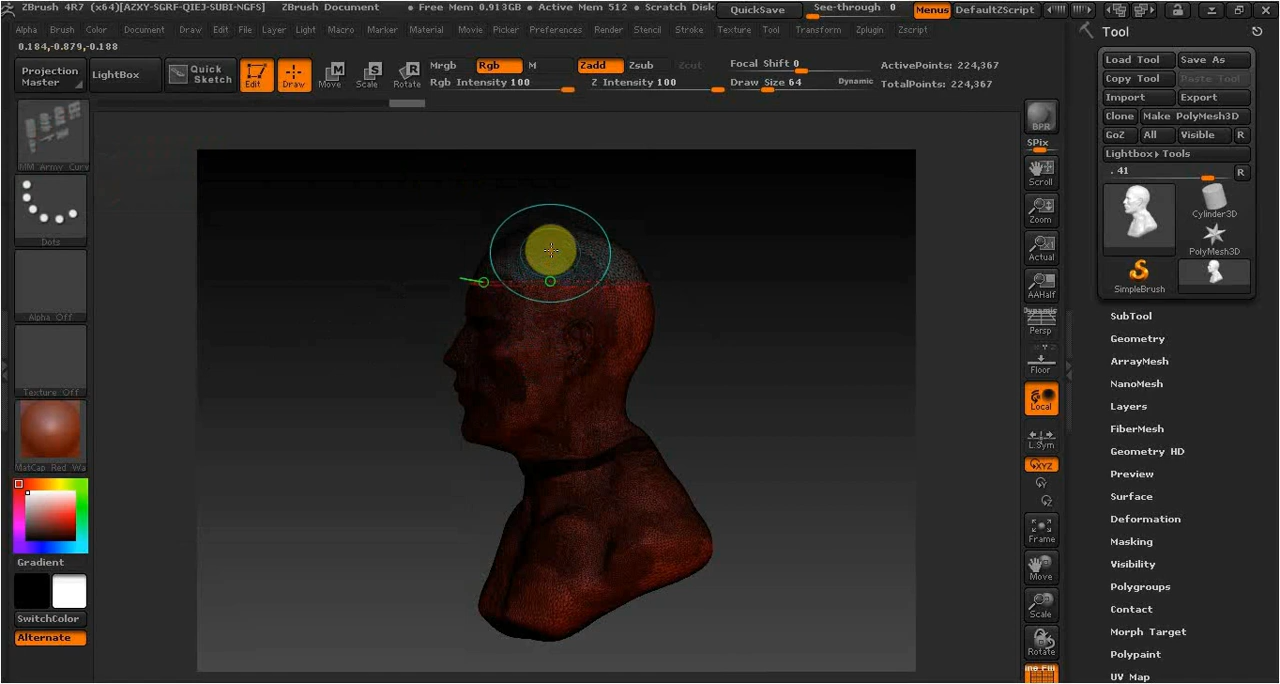 ZBrush 4R7 (x64)[AZXY-SGRF-QIEJ-SUBI-NGFS] ZBrush Document • Free Mem 0.913GB • Active Mem 512 • Scratch Disk QuickSave See-through 0 Menus DefaultZScript
Alpha Brush Color Document Draw Edit File Layer Light Macro Marker Material Movie Picker Preferences Render Stencil Stroke Texture Tool Transform Zplugin Zscript
0.184,-0.879,-0.188
Projection Master
LightBox
Quick Sketch
Edit
Draw
Move
Scale
Rotate
Mrgb Rgb M
Rgb Intensity 100
Zadd Zsub Zcut
Z Intensity 100
Focal Shift 0
Draw Size 64 Dynamic
ActivePoints: 224,367
TotalPoints: 224,367
MM Army Curv
Dots
Alpha Off
Texture Off
MatCap Red Wa
Gradient
SwitchColor
Alternate
BPR
SPix
Scroll
Zoom
Actual
AAHalf
Dynamic
Persp
Floor
Local
L.Sym
XYZ
Y
Z
Frame
Move
Scale
Rotate
Tool
Load Tool Save As
Copy Tool Paste Tool
Import Export
Clone Make PolyMesh3D
GoZ All Visible R
Lightbox▸Tools
. 41 R
Cylinder3D
PolyMesh3D
SimpleBrush
SubTool
Geometry
ArrayMesh
NanoMesh
Layers
FiberMesh
Geometry HD
Preview
Surface
Deformation
Masking
Visibility
Polygroups
Contact
Morph Target
Polypaint
UV Map